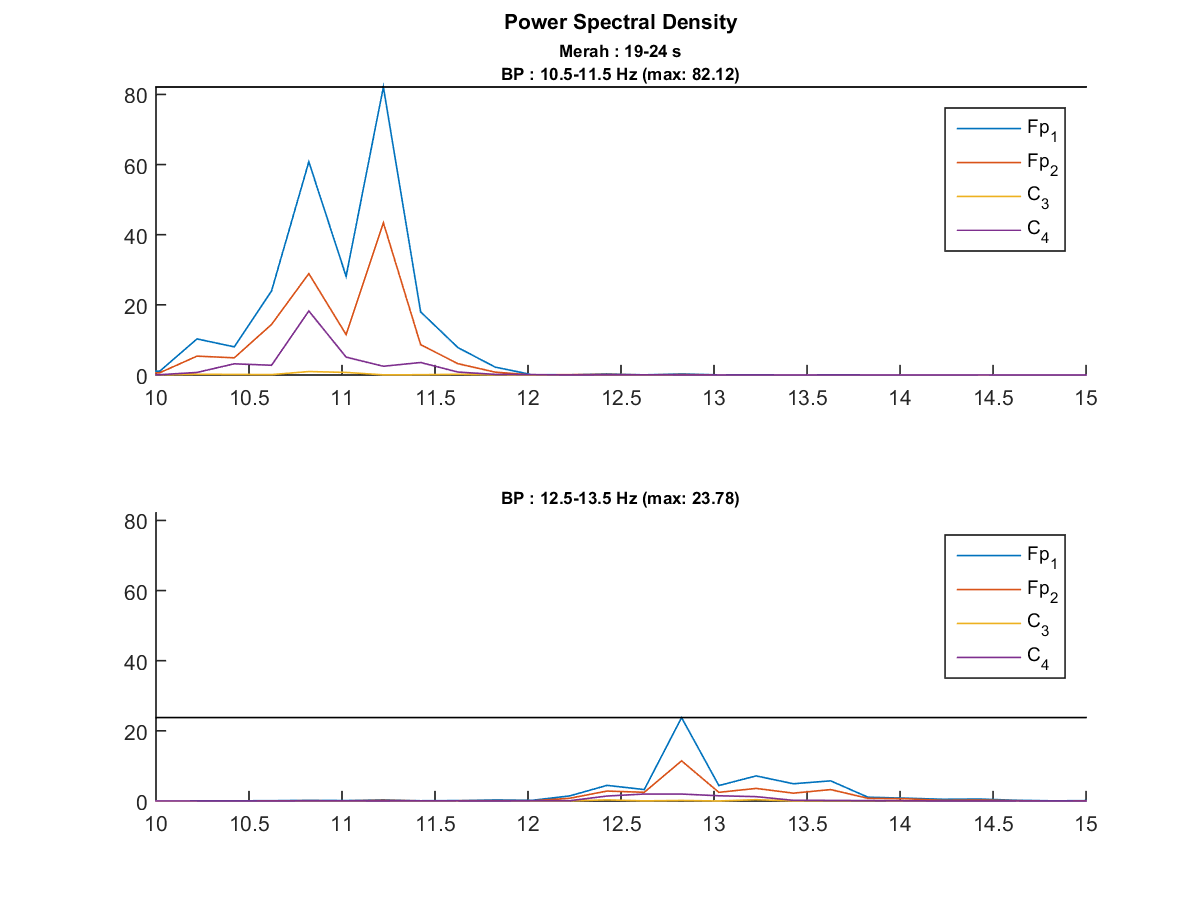 Power Spectral Density
Merah : 19-24 s
BP : 10.5-11.5 Hz (max: 82.12)
80
60
40
20
0
10 10.5 11 11.5 12 12.5 13 13.5 14 14.5 15
Fp1
Fp2
C3
C4
BP : 12.5-13.5 Hz (max: 23.78)
80
60
40
20
0
10 10.5 11 11.5 12 12.5 13 13.5 14 14.5 15
Fp1
Fp2
C3
C4